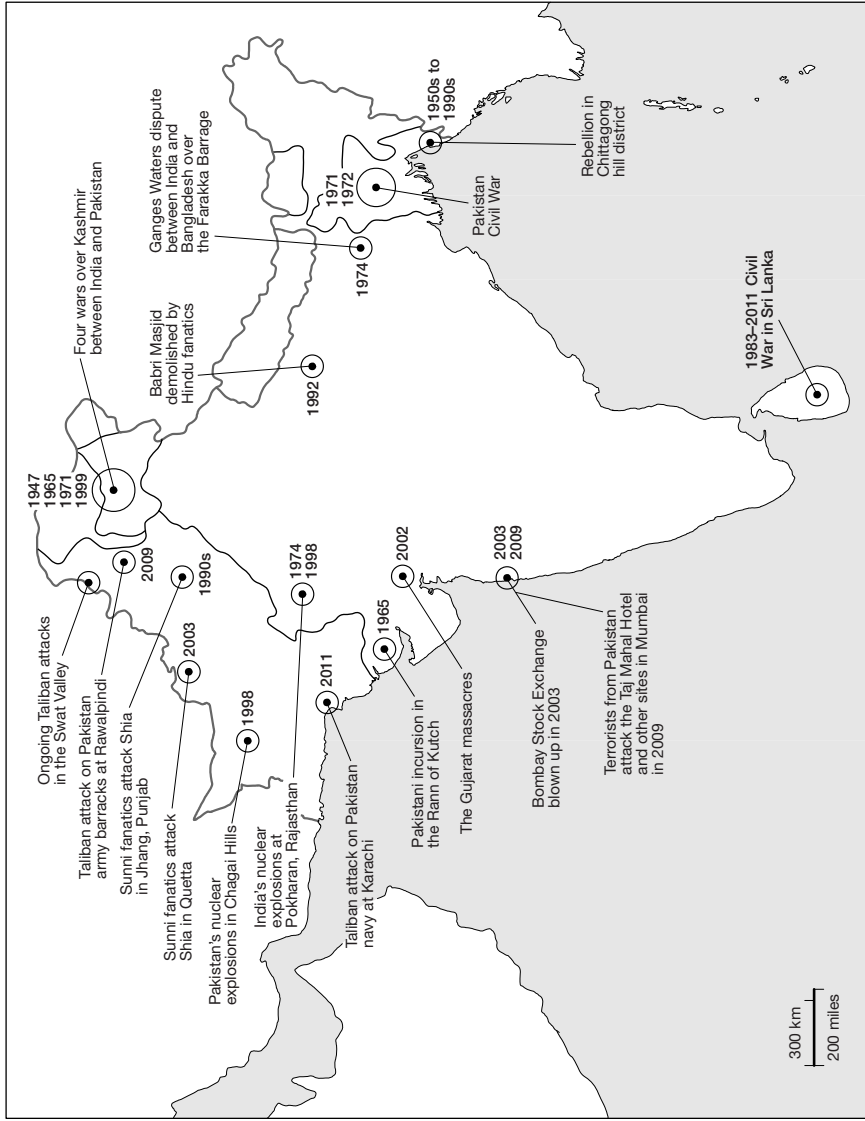 1947
1965
1971
1999
Four wars over Kashmir
between India and Pakistan
Ongoing Taliban attacks
in the Swat Valley
Taliban attack on Pakistan
army barracks at Rawalpindi
2009
Sunni fanatics attack Shia
in Jhang, Punjab
1990s
Sunni fanatics attack
Shia in Quetta
2003
Pakistan's nuclear
explosions in Chagai Hills
1998
India's nuclear
explosions at
Pokharan, Rajasthan
1974
1998
Taliban attack on Pakistan
navy at Karachi
2011
Pakistani incursion in
the Rann of Kutch
1965
The Gujarat massacres
2002
Bombay Stock Exchange
blown up in 2003
2003
2009
Terrorists from Pakistan
attack the Taj Mahal Hotel
and other sites in Mumbai
in 2009
Babri Masjid
demolished by
Hindu fanatics
1992
Ganges Waters dispute
between India and
Bangladesh over
the Farakka Barrage
1974
1971
1972
Pakistan
Civil War
1950s to
1990s
Rebellion in
Chittagong
hill district
1983–2011 Civil
War in Sri Lanka
300 km
200 miles